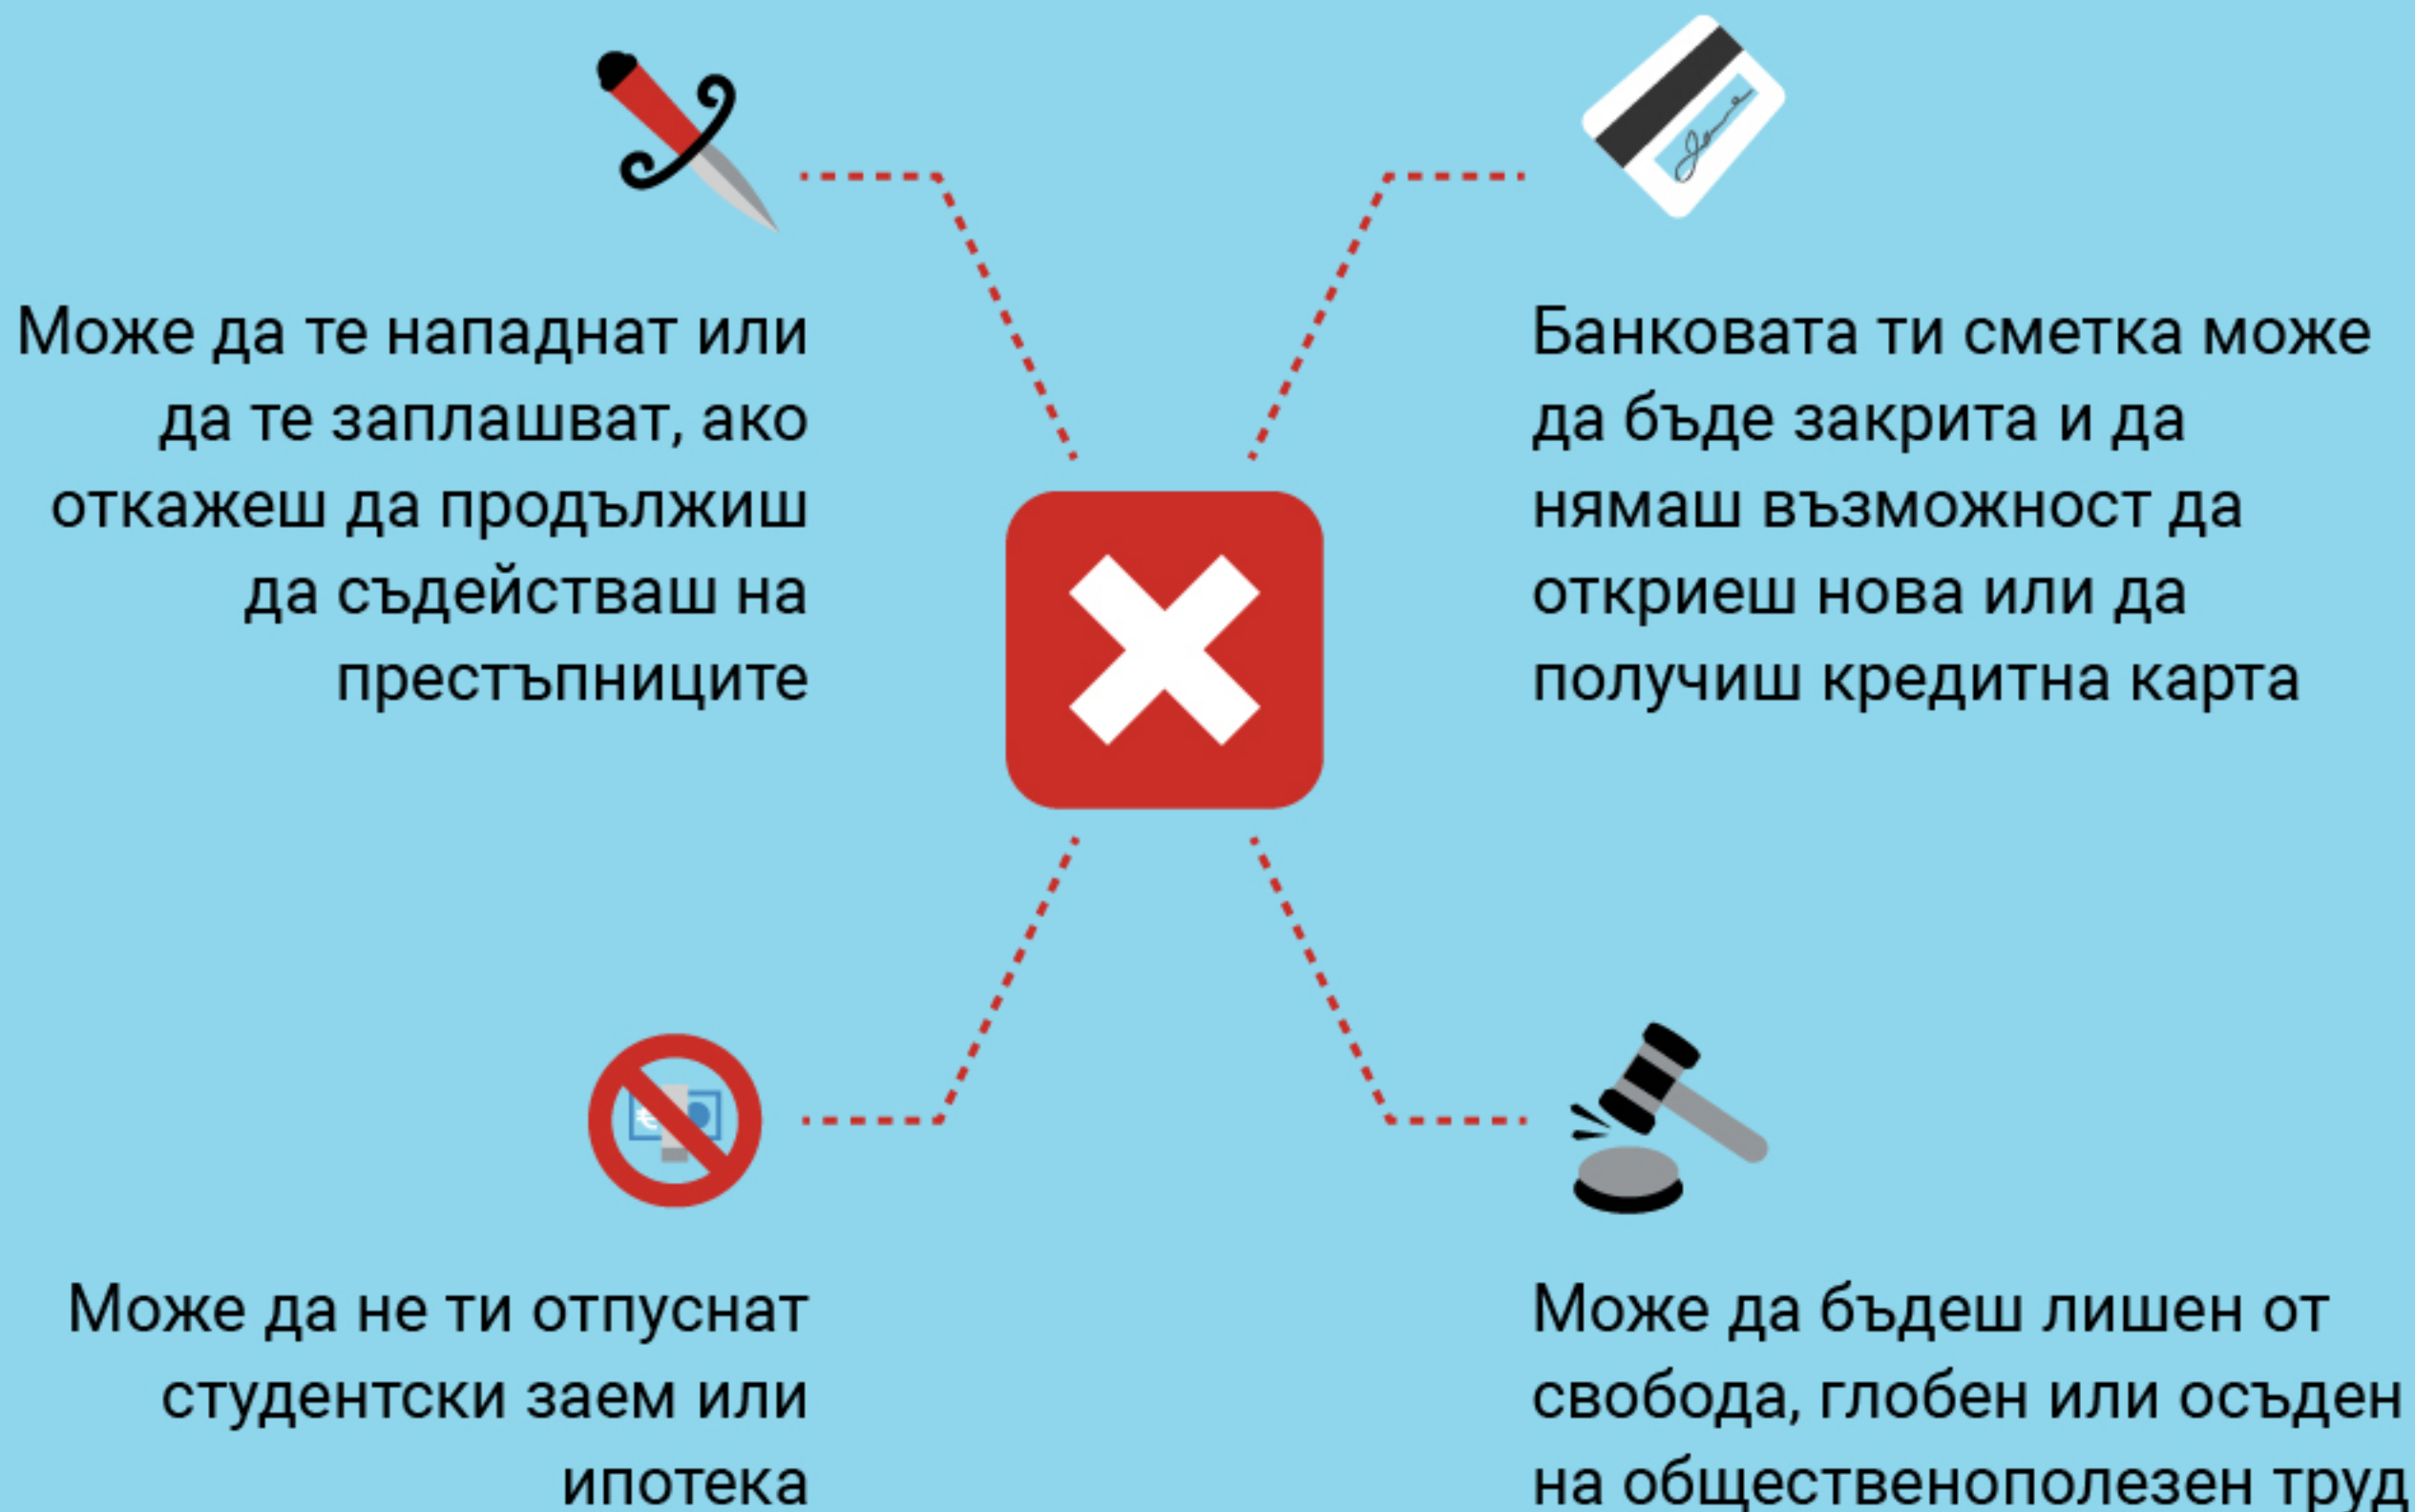 Може да те нападнат или
да те заплашват, ако
откажеш да продължиш
да съдействаш на
престъпниците
Банковата ти сметка може
да бъде закрита и да
нямаш възможност да
откриеш нова или да
получиш кредитна карта
Може да не ти отпуснат
студентски заем или
ипотека
Може да бъдеш лишен от
свобода, глобен или осъден
на общественополезен труд